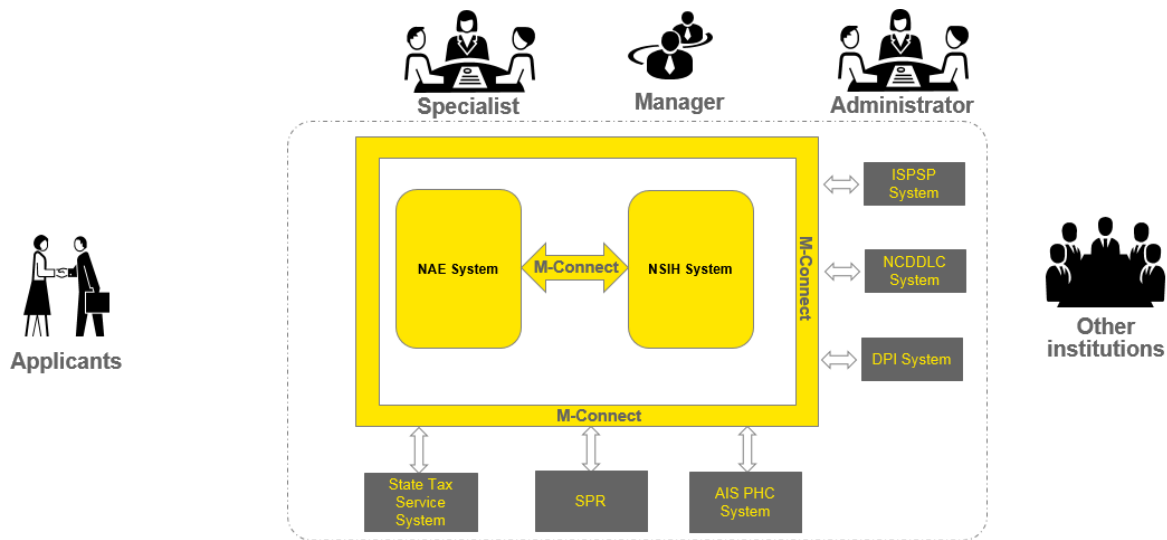 Specialist
Manager
Administrator
ISPSP
System
NAE System
M-Connect
NSIH System
M-Connect
NCDDLC
System
Applicants
Other
institutions
DPI System
M-Connect
State Tax
Service
System
SPR
AIS PHC
System